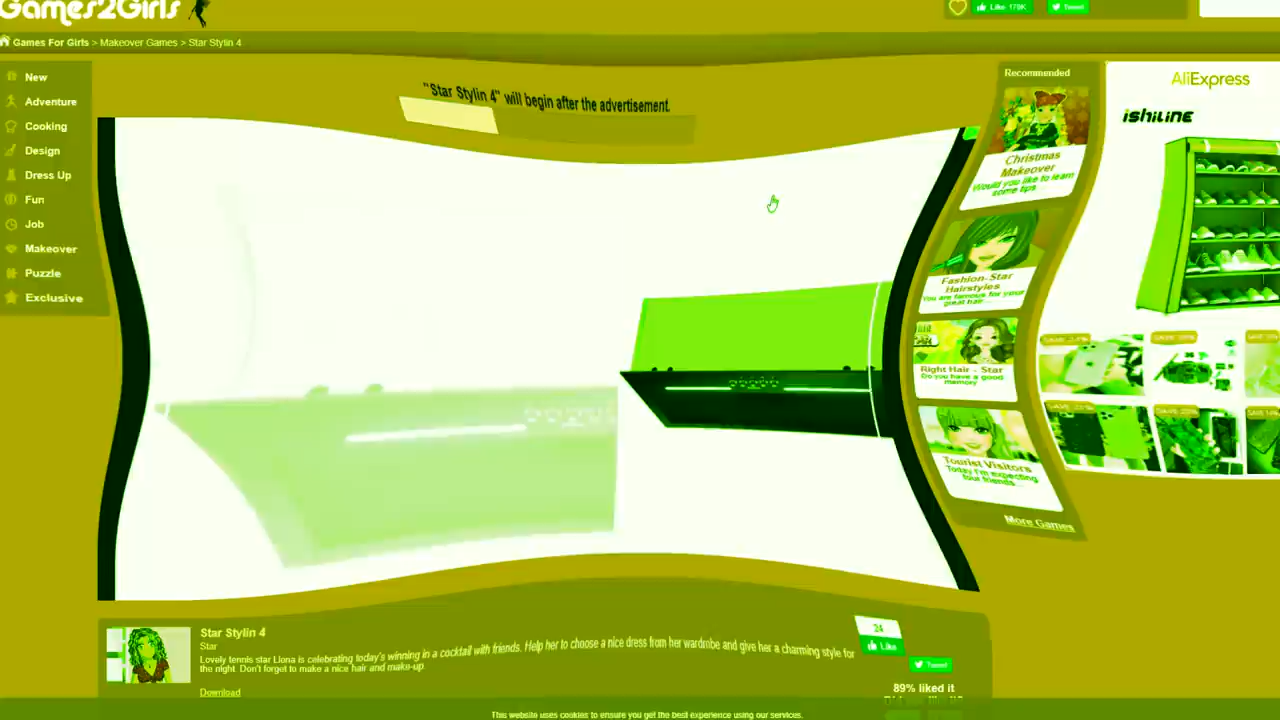 Games2Girls
Like 178K
Tweet
Games For Girls > Makeover Games > Star Stylin 4
New
Adventure
Cooking
Design
Dress Up
Fun
Job
Makeover
Puzzle
Exclusive
"Star Stylin 4" will begin after the advertisement.
Recommended
Christmas
Makeover
Would you like to learn
some tips
Fashion-Star
Hairstyles
You are famous for your
great hair
Right Hair - Star
Do you have a good
memory
Tourist Visitors
Today I'm expecting
four friends
More Games
AliExpress
ishiLine
Star Stylin 4
Star
Lovely tennis star Liona is celebrating today's winning in a cocktail with friends. Help her to choose a nice dress from her wardrobe and give her a charming style for
the night. Don't forget to make a nice hair and make-up.
Download
24
Like
Tweet
89% liked it
This website uses cookies to ensure you get the best experience using our services.